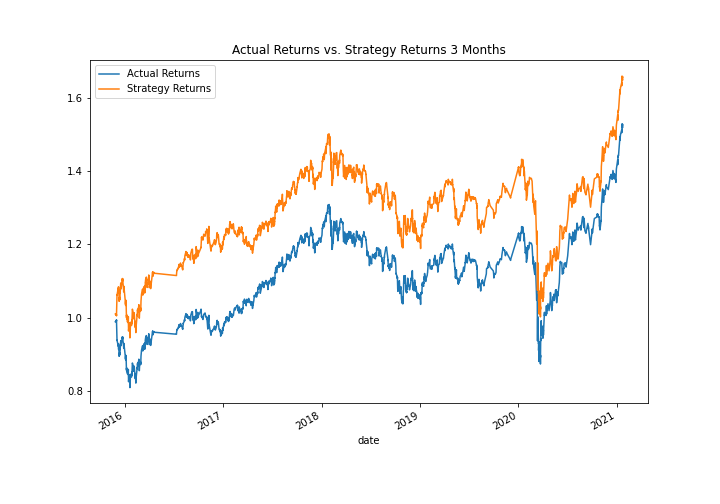 Actual Returns vs. Strategy Returns 3 Months
Actual Returns
Strategy Returns
1.6
1.4
1.2
1.0
0.8
2016 2017 2018 2019 2020 2021
date